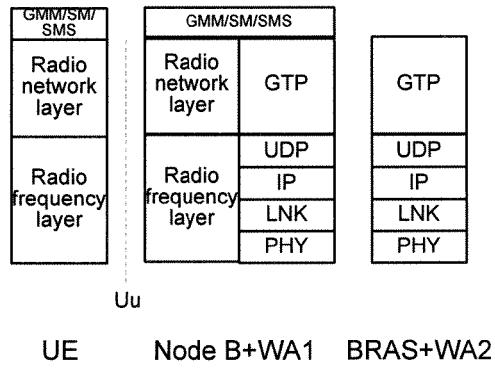 GMM/SM/
SMS
Radio
network
layer
Radio
frequency
layer
Uu
UE
GMM/SM/SMS
Radio
network
layer
GTP
Radio
frequency
layer
UDP
IP
LNK
PHY
Node B+WA1
GTP
UDP
IP
LNK
PHY
BRAS+WA2